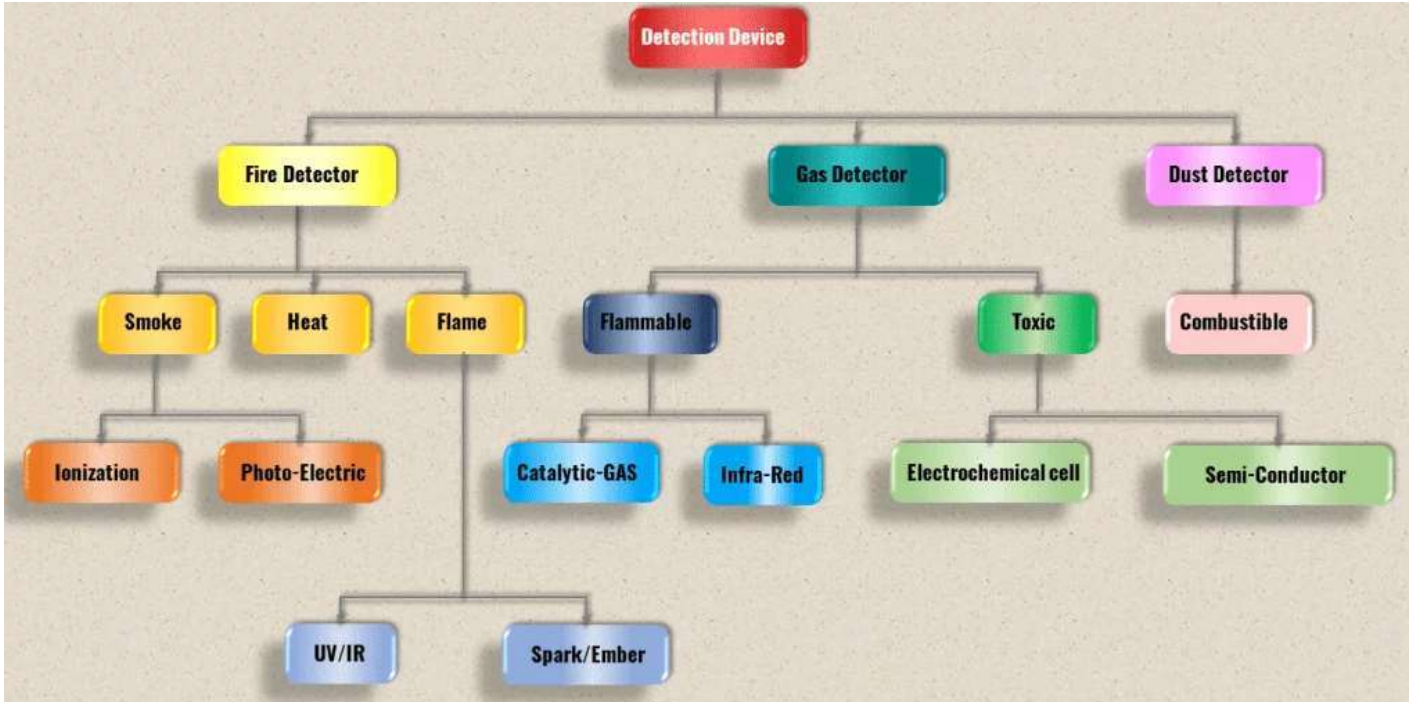 Detection Device
Fire Detector
Gas Detector
Dust Detector
Smoke
Heat
Flame
Flammable
Toxic
Combustible
Ionization
Photo-Electric
Catalytic-GAS
Infra-Red
Electrochemical cell
Semi-Conductor
UV/IR
Spark/Ember